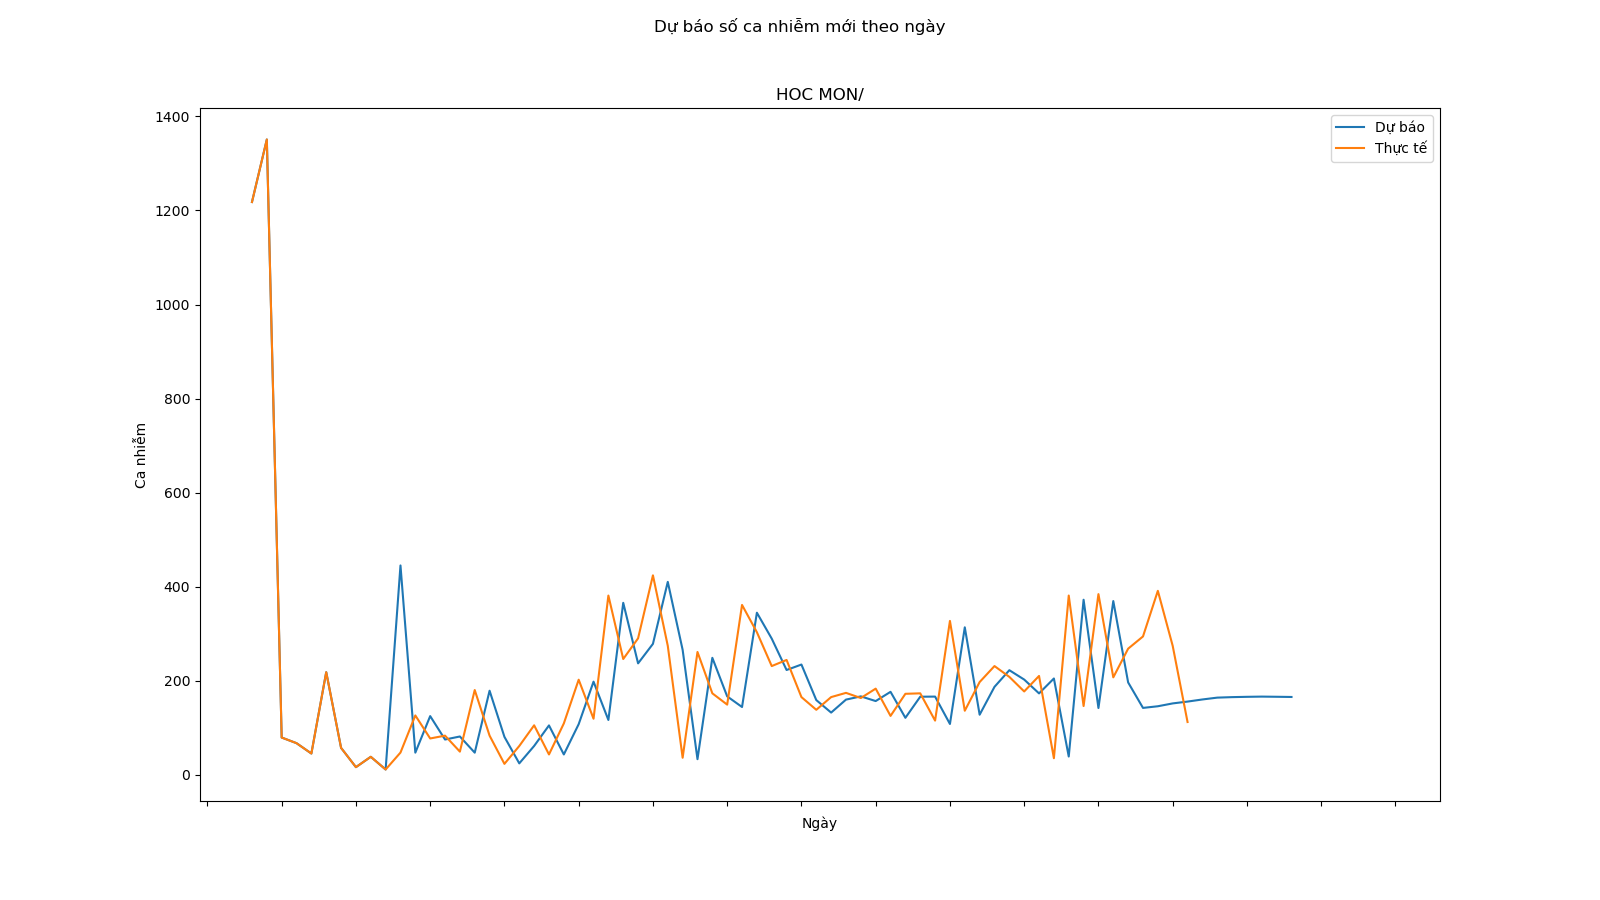 Dự báo số ca nhiễm mới theo ngày
HOC MON/
1400
1200
1000
800
600
400
200
0
Ca nhiễm
Ngày
Dự báo
Thực tế